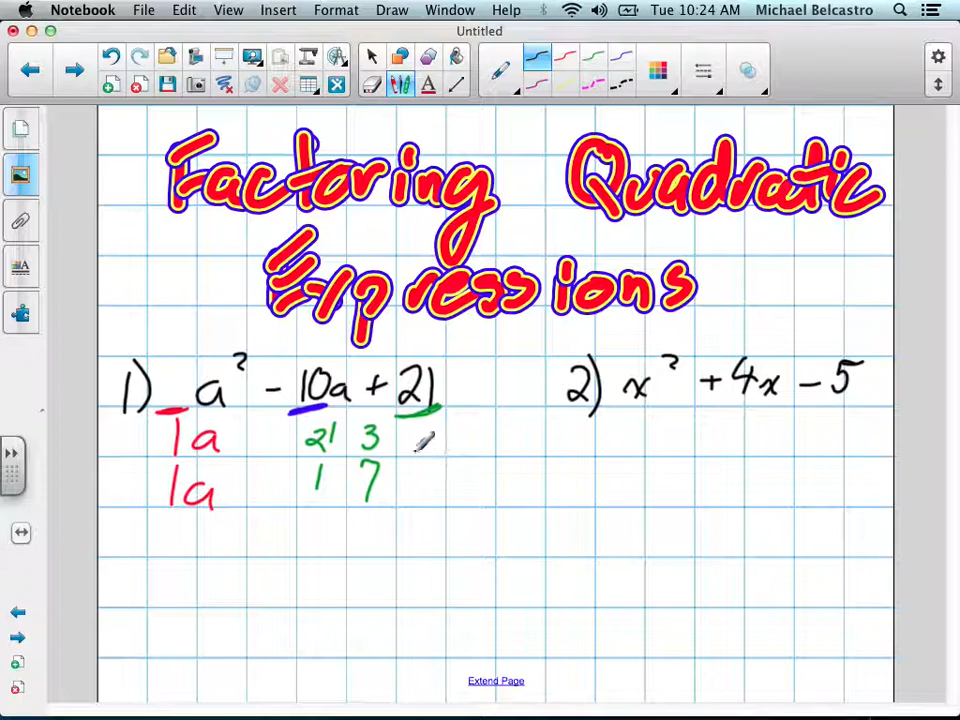 Notebook File Edit View Insert Format Draw Window Help Tue 10:24 AM Michael Belcastro
Untitled
Factoring Quadratic
Expressions
1) a² - 10a + 21
2) x² + 4x - 5
1a 21 3
1a 1 7
Extend Page